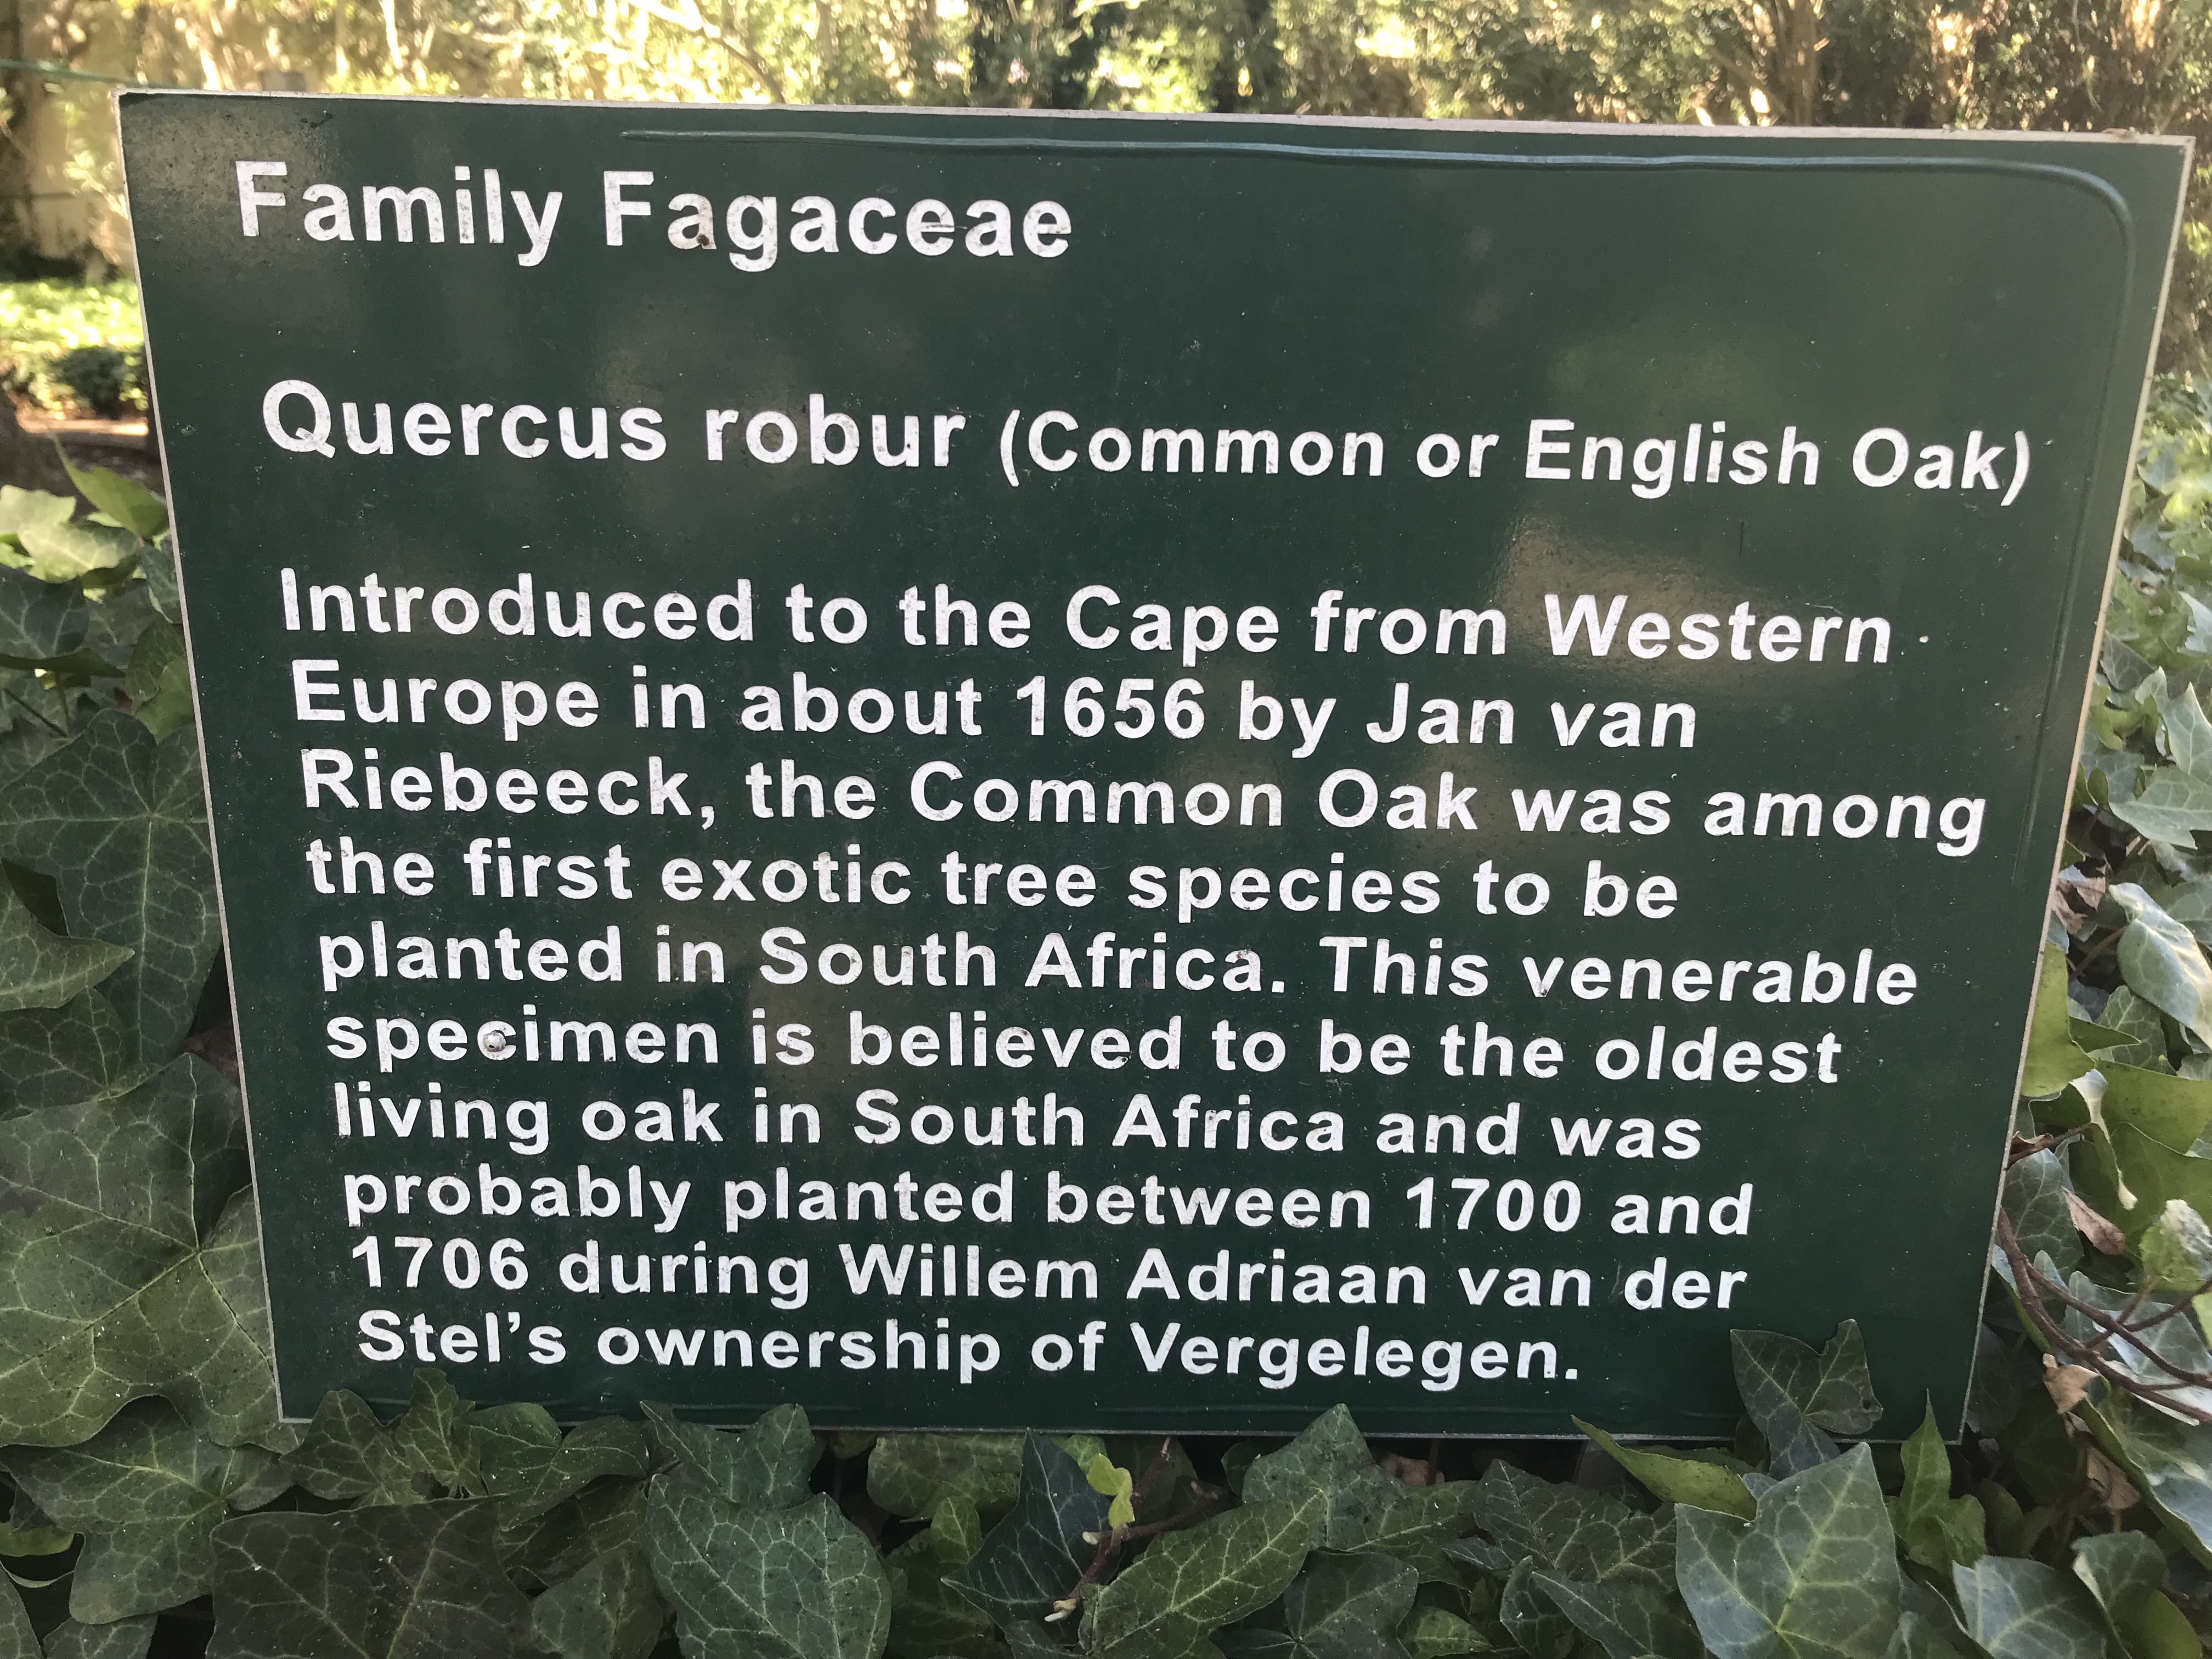 Family Fagaceae
Quercus robur (Common or English Oak)
Introduced to the Cape from Western
Europe in about 1656 by Jan van
Riebeeck, the Common Oak was among
the first exotic tree species to be
planted in South Africa. This venerable
specimen is believed to be the oldest
living oak in South Africa and was
probably planted between 1700 and
1706 during Willem Adriaan van der
Stel’s ownership of Vergelegen.